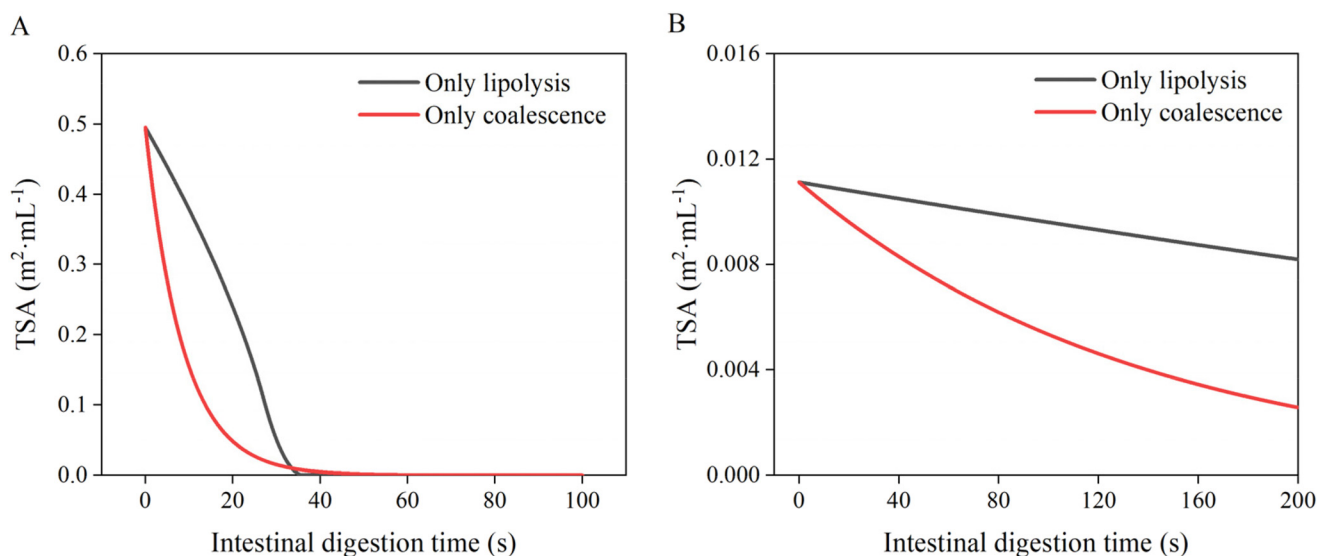 A
0.6
0.5
0.4
0.3
0.2
0.1
0.0
TSA (m²·mL⁻¹)
Only lipolysis
Only coalescence
0 20 40 60 80 100
Intestinal digestion time (s)
B
0.016
0.012
0.008
0.004
0.000
TSA (m²·mL⁻¹)
Only lipolysis
Only coalescence
0 40 80 120 160 200
Intestinal digestion time (s)